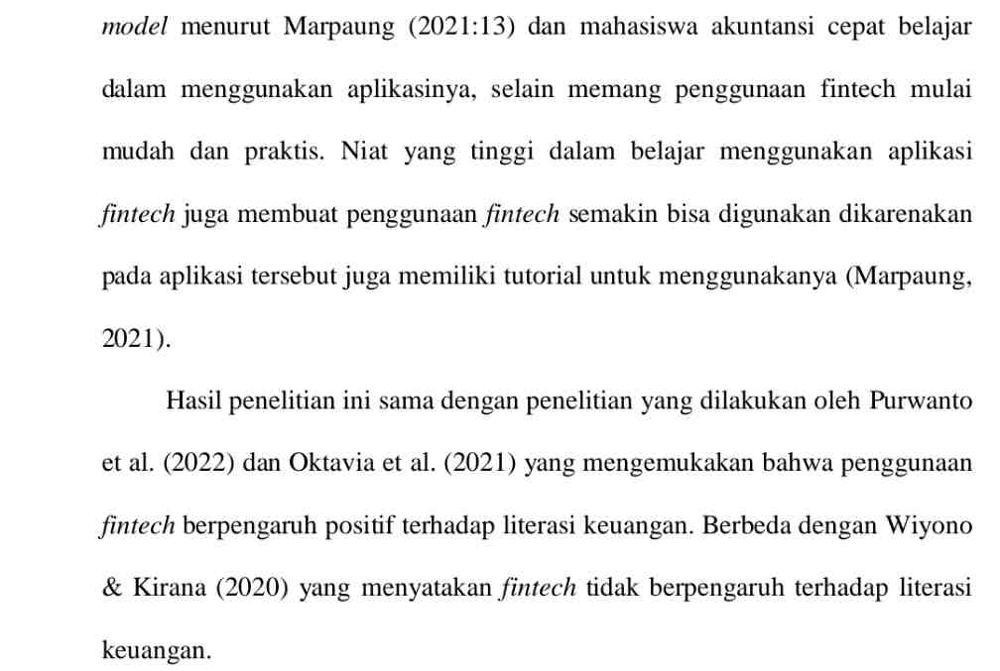 model menurut Marpaung (2021:13) dan mahasiswa akuntansi cepat belajar
dalam menggunakan aplikasinya, selain memang penggunaan fintech mulai
mudah dan praktis. Niat yang tinggi dalam belajar menggunakan aplikasi
fintech juga membuat penggunaan fintech semakin bisa digunakan dikarenakan
pada aplikasi tersebut juga memiliki tutorial untuk menggunakanya (Marpaung,
2021).
Hasil penelitian ini sama dengan penelitian yang dilakukan oleh Purwanto
et al. (2022) dan Oktavia et al. (2021) yang mengemukakan bahwa penggunaan
fintech berpengaruh positif terhadap literasi keuangan. Berbeda dengan Wiyono
& Kirana (2020) yang menyatakan fintech tidak berpengaruh terhadap literasi
keuangan.